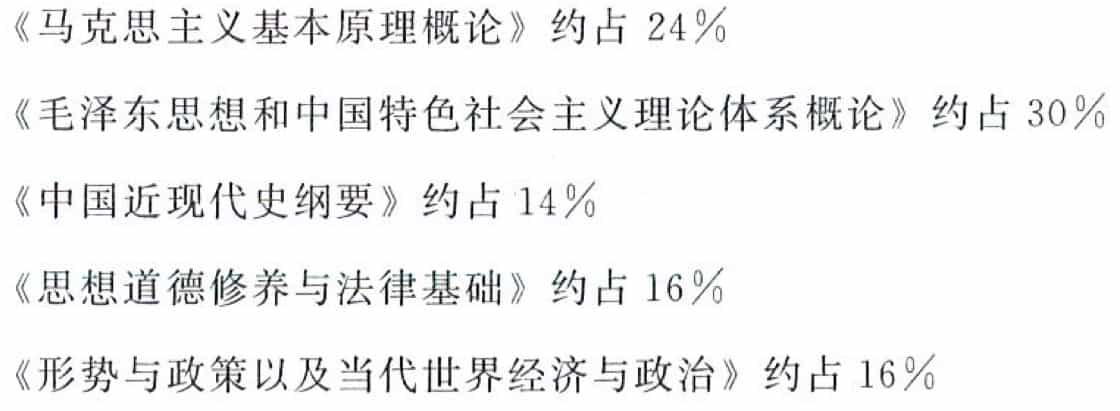 《马克思主义基本原理概论》约占 24%
《毛泽东思想和中国特色社会主义理论体系概论》约占 30%
《中国近现代史纲要》约占 14%
《思想道德修养与法律基础》约占 16%
《形势与政策以及当代世界经济与政治》约占 16%